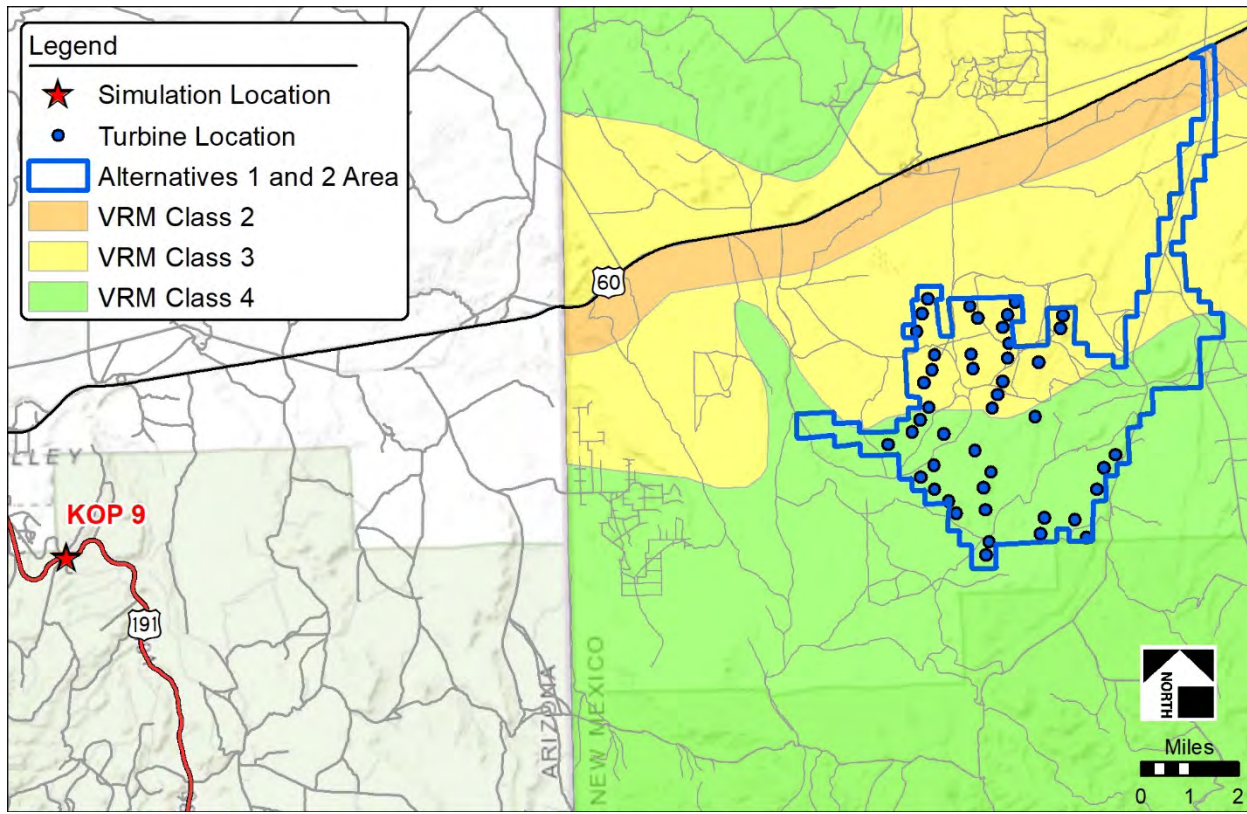 Legend
Simulation Location
Turbine Location
Alternatives 1 and 2 Area
VRM Class 2
VRM Class 3
VRM Class 4
60
LLEY
KOP 9
191
ARIZONA
NEW MEXICO
NORTH
Miles
0 1 2